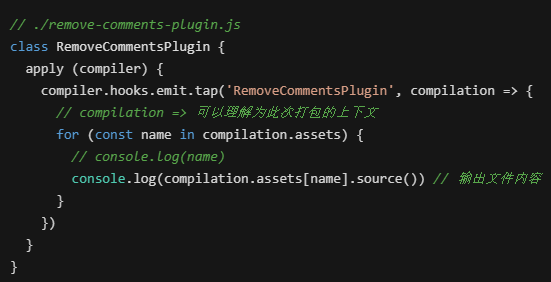 // ./remove-comments-plugin.js
class RemoveCommentsPlugin {
  apply (compiler) {
    compiler.hooks.emit.tap('RemoveCommentsPlugin', compilation => {
      // compilation => 可以理解为此次打包的上下文
      for (const name in compilation.assets) {
        // console.log(name)
        console.log(compilation.assets[name].source()) // 输出文件内容
      }
    })
  }
}